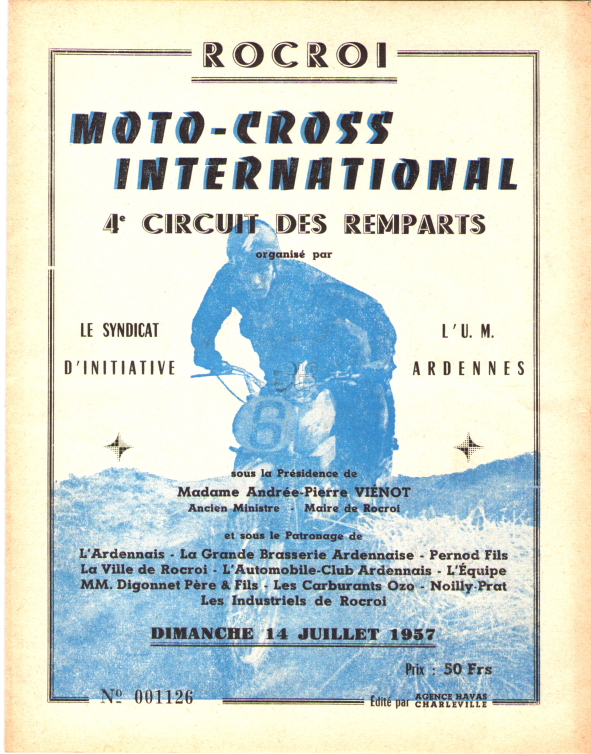 ROCROI
MOTO-CROSS
INTERNATIONAL
4e CIRCUIT DES REMPARTS
organisé par
LE SYNDICAT
D'INITIATIVE
L'U. M.
ARDENNES
6
sous la Présidence de
Madame Andrée-Pierre VIÉNOT
Ancien Ministre - Maire de Rocroi
et sous le Patronage de
L'Ardennais - La Grande Brasserie Ardennaise - Pernod Fils
La Ville de Rocroi - L'Automobile-Club Ardennais - L'Équipe
MM. Digonnet Père & Fils - Les Carburants Ozo - Noilly-Prat
Les Industriels de Rocroi
DIMANCHE 14 JUILLET 1957
Prix : 50 Frs
No 001126
Édité par AGENCE HAVAS
CHARLEVILLE